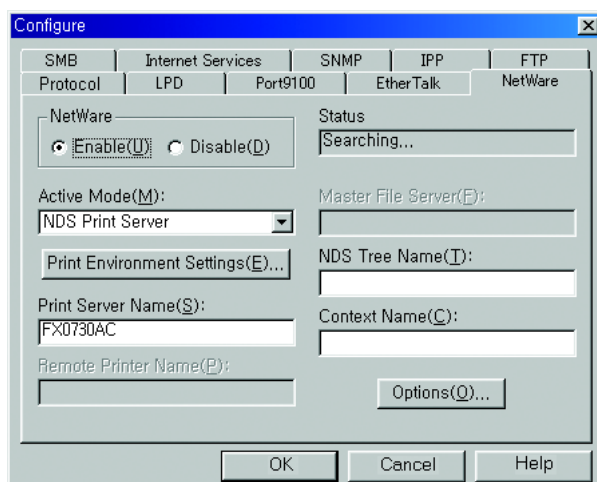 Configure
SMB Internet Services SNMP IPP FTP
Protocol LPD Port9100 EtherTalk NetWare
NetWare
Enable(U) Disable(D)
Status
Searching...
Active Mode(M):
NDS Print Server
Master File Server(F):
Print Environment Settings(E)...
NDS Tree Name(T):
Print Server Name(S):
FX0730AC
Context Name(C):
Remote Printer Name(P):
Options(O)...
OK Cancel Help